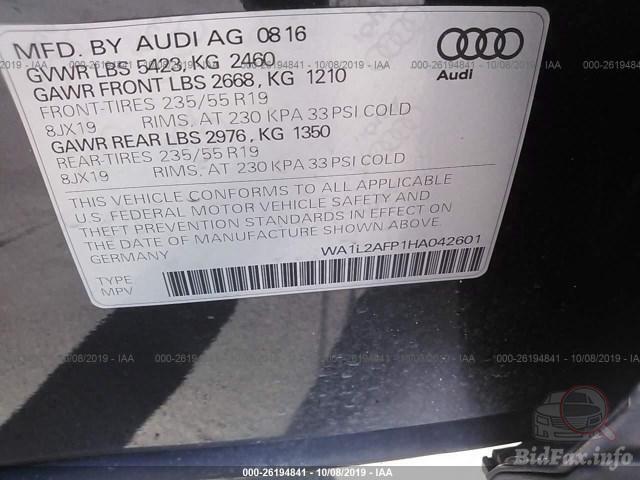 MFD. BY AUDI AG 0816
GVWR LBS 5423, KG 2460
GAWR FRONT LBS 2668, KG 1210
FRONT-TIRES 235/55 R19
8JX19 RIMS, AT 230 KPA 33 PSI COLD
GAWR REAR LBS 2976, KG 1350
REAR-TIRES 235/55 R19
8JX19 RIMS, AT 230 KPA 33 PSI COLD
Audi
THIS VEHICLE CONFORMS TO ALL APPLICABLE
U.S. FEDERAL MOTOR VEHICLE SAFETY AND
THEFT PREVENTION STANDARDS IN EFFECT ON
THE DATE OF MANUFACTURE SHOWN ABOVE.
GERMANY WA1L2AFP1HA042601
TYPE
MPV
000-26194841 - 10/08/2019 - IAA
BidFax.info